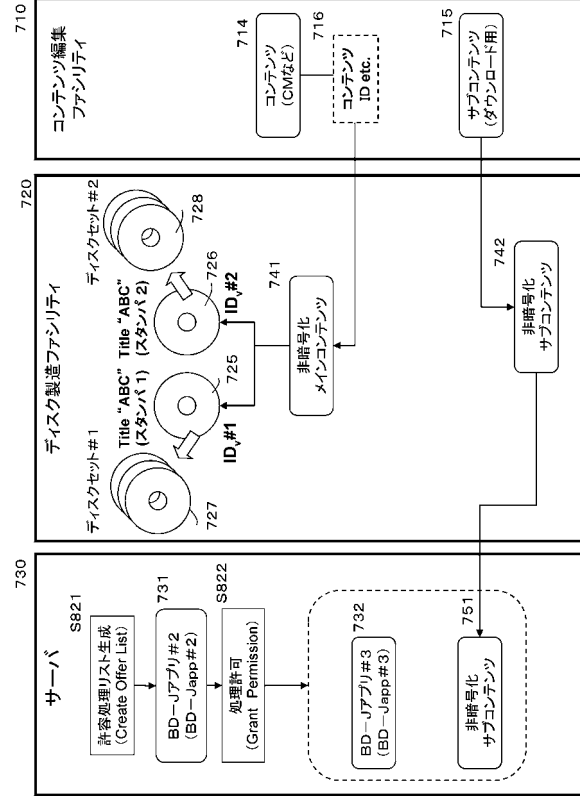 710
コンテンツ編集
ファシリティ
714
コンテンツ
(CMなど)
716
コンテンツ
ID etc.
715
サブコンテンツ
(ダウンロード用)
720
ディスク製造ファシリティ
ディスクセット#1
727
Title "ABC"
(スタンパ 1)
725
IDv#1
Title "ABC"
(スタンパ 2)
726
IDv#2
ディスクセット#2
728
741
非暗号化
メインコンテンツ
742
非暗号化
サブコンテンツ
730
サーバ
S821
許容処理リスト生成
(Create Offer List)
731
BD-Jアプリ#2
(BD-Japp#2)
S822
処理許可
(Grant Permission)
732
BD-Jアプリ#3
(BD-Japp#3)
751
非暗号化
サブコンテンツ